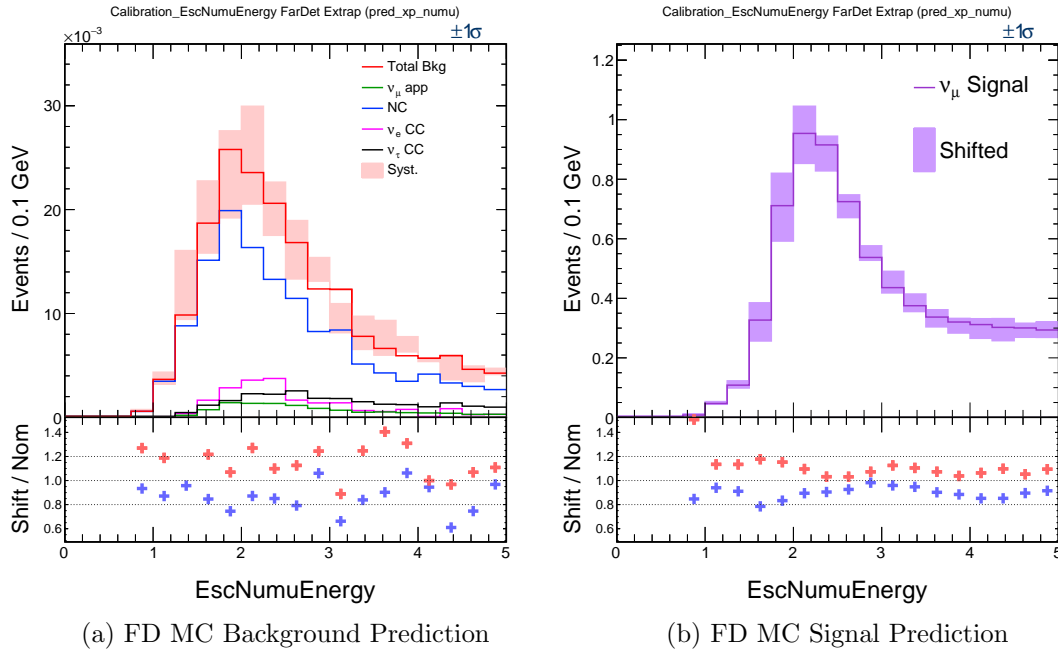 Calibration_EscNumuEnergy FarDet Extrap (pred_xp_numu)
×10⁻³
±1σ
Total Bkg
νμ app
NC
νe CC
ντ CC
Syst.
30
20
10
0
Events / 0.1 GeV
1.4
1.2
1.0
0.8
0.6
Shift / Nom
0 1 2 3 4 5
EscNumuEnergy
(a) FD MC Background Prediction
Calibration_EscNumuEnergy FarDet Extrap (pred_xp_numu)
±1σ
νμ Signal
Shifted
1.2
1
0.8
0.6
0.4
0.2
0
Events / 0.1 GeV
1.4
1.2
1.0
0.8
0.6
Shift / Nom
0 1 2 3 4 5
EscNumuEnergy
(b) FD MC Signal Prediction